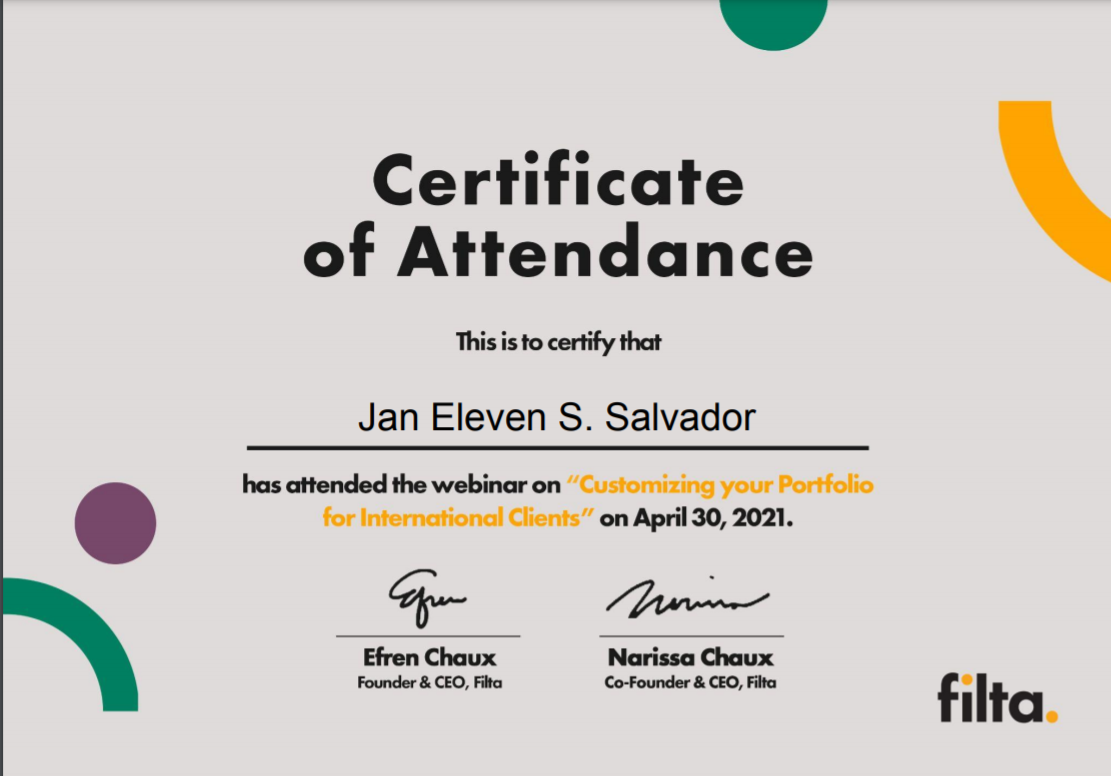 Certificate
of Attendance
This is to certify that
Jan Eleven S. Salvador
has attended the webinar on “Customizing your Portfolio
for International Clients” on April 30, 2021.
Efren
Narissa
Efren Chaux
Narissa Chaux
Founder & CEO, Filta
Co-Founder & CEO, Filta
filta.